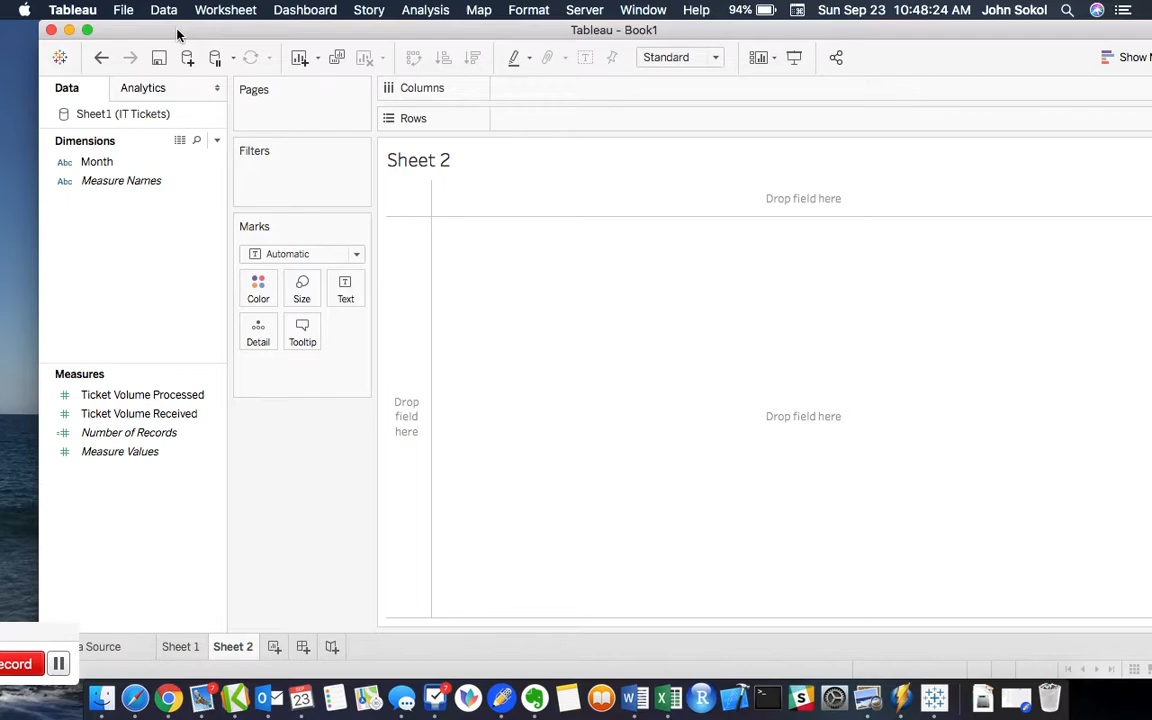 Tableau File Data Worksheet Dashboard Story Analysis Map Format Server Window Help 94% Sun Sep 23 10:48:24 AM John Sokol
Tableau - Book1
Standard
Show M
Data Analytics
Pages
Columns
Sheet1 (IT Tickets)
Rows
Dimensions
Filters
Sheet 2
Abc Month
Abc Measure Names
Drop field here
Marks
T Automatic
Color Size Text
Detail Tooltip
Measures
Ticket Volume Processed
Ticket Volume Received
Number of Records
Measure Values
Drop
field
here
Drop field here
a Source Sheet 1 Sheet 2
ecord
7
23
7